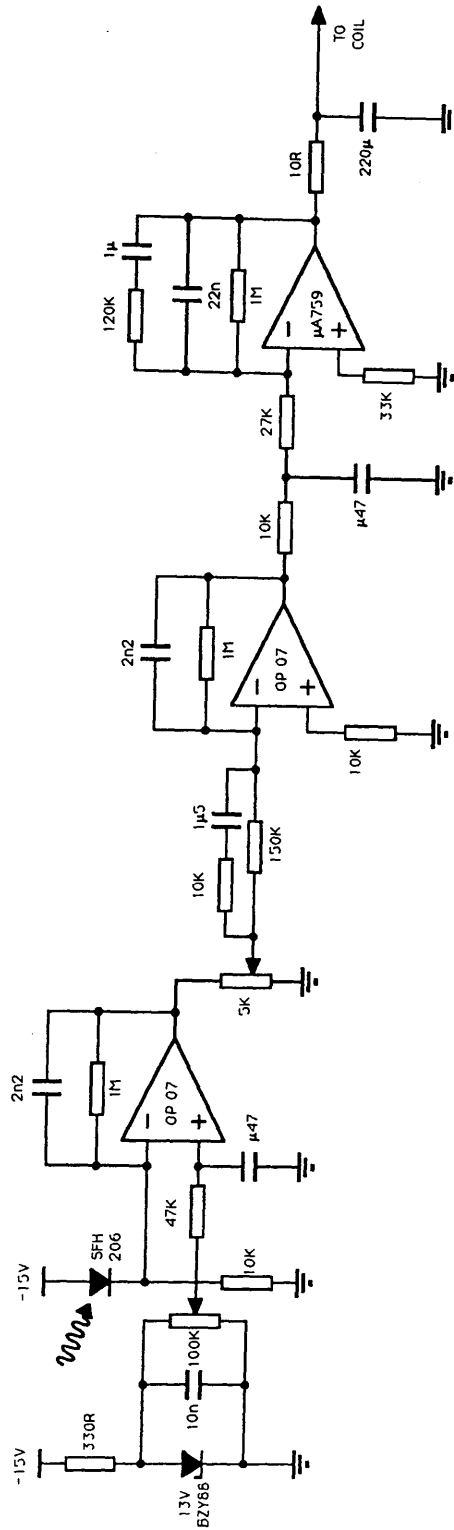 -15V
330R
13V
BZY88
10n
100K
-15V
SFH
206
10K
47K
µ47
2n2
1M
OP 07
5K
10K
1µ5
150K
2n2
1M
OP 07
10K
10K
µ47
27K
120K
1µ
22n
1M
µA759
33K
10R
220µ
TO
COIL